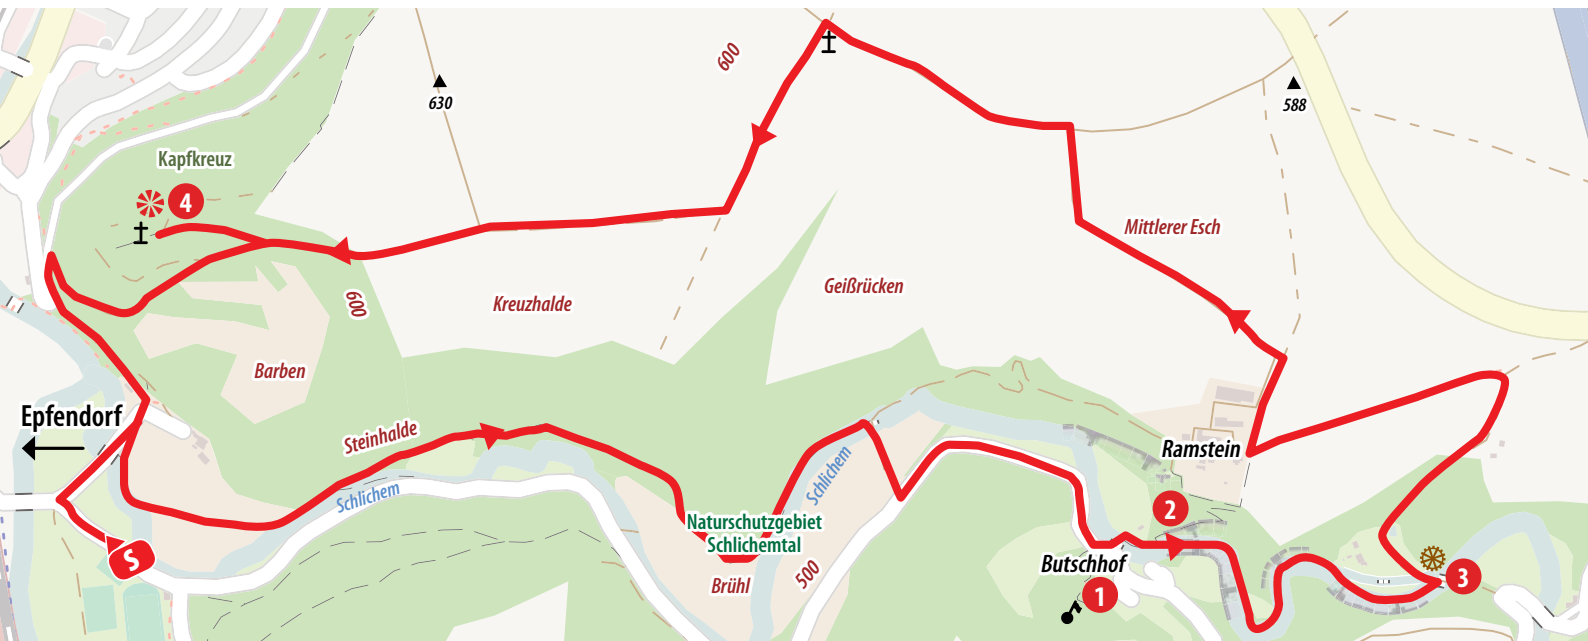 600
630
588
Kapfkreuz
4
Mittlerer Esch
Geißrücken
600
Kreuzhalde
Barben
Epfendorf
Steinhalde
Ramstein
Schlichem
Schlichem
2
Naturschutzgebiet
Schlichemtal
S
Butschhof
500
Brühl
3
1